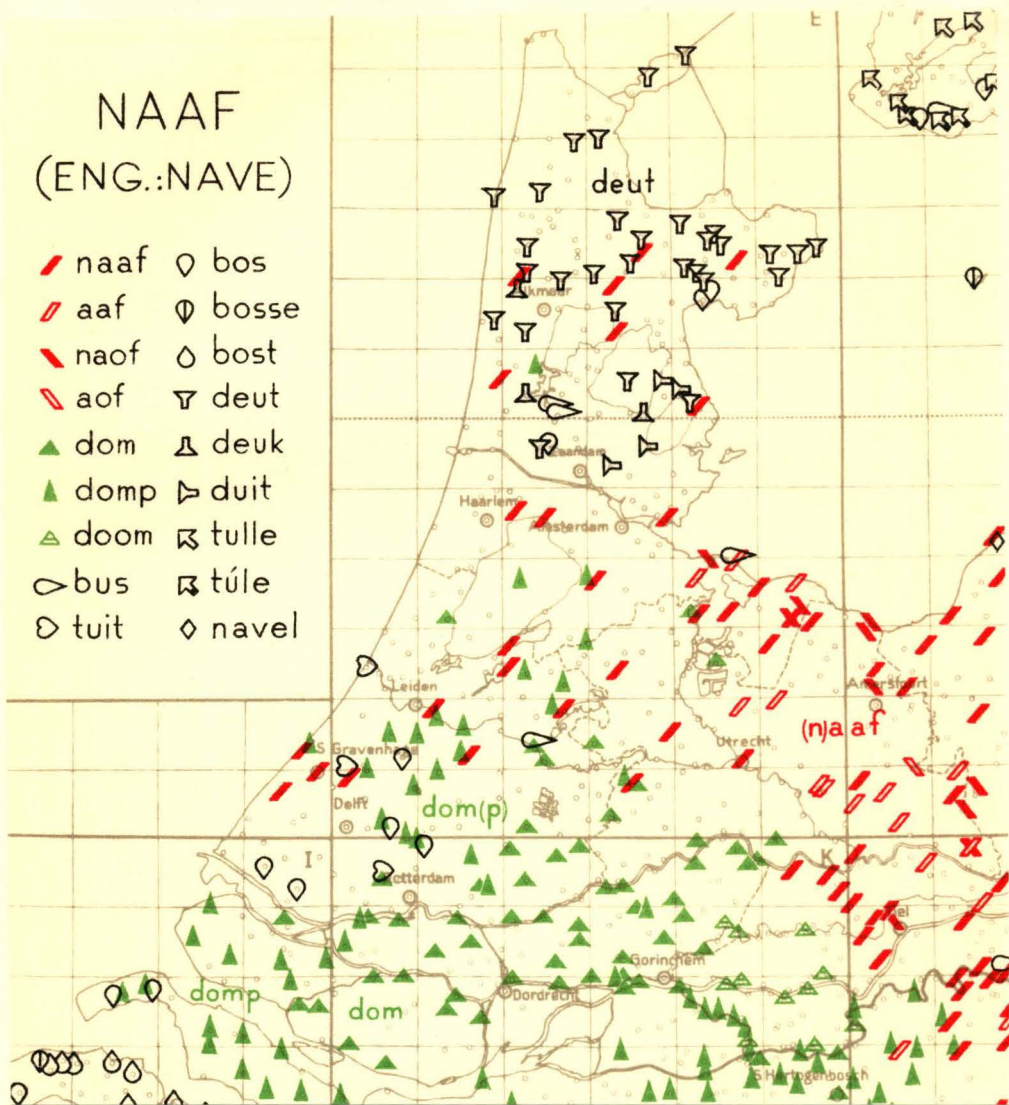 E
NAAF
(ENG.:NAVE)
naaf
aaf
naof
aof
dom
domp
doom
bus
tuit
bos
bosse
bost
deut
deuk
duit
tulle
túle
navel
deut
Zaandam
Haarlem
Amsterdam
Leiden
Amersfoort
(n)aaf
S Gravenhage
Utrecht
Delft
dom(p)
I
K
Rotterdam
Tiel
Gorinchem
domp
dom
Dordrecht
S Hertogenbosch